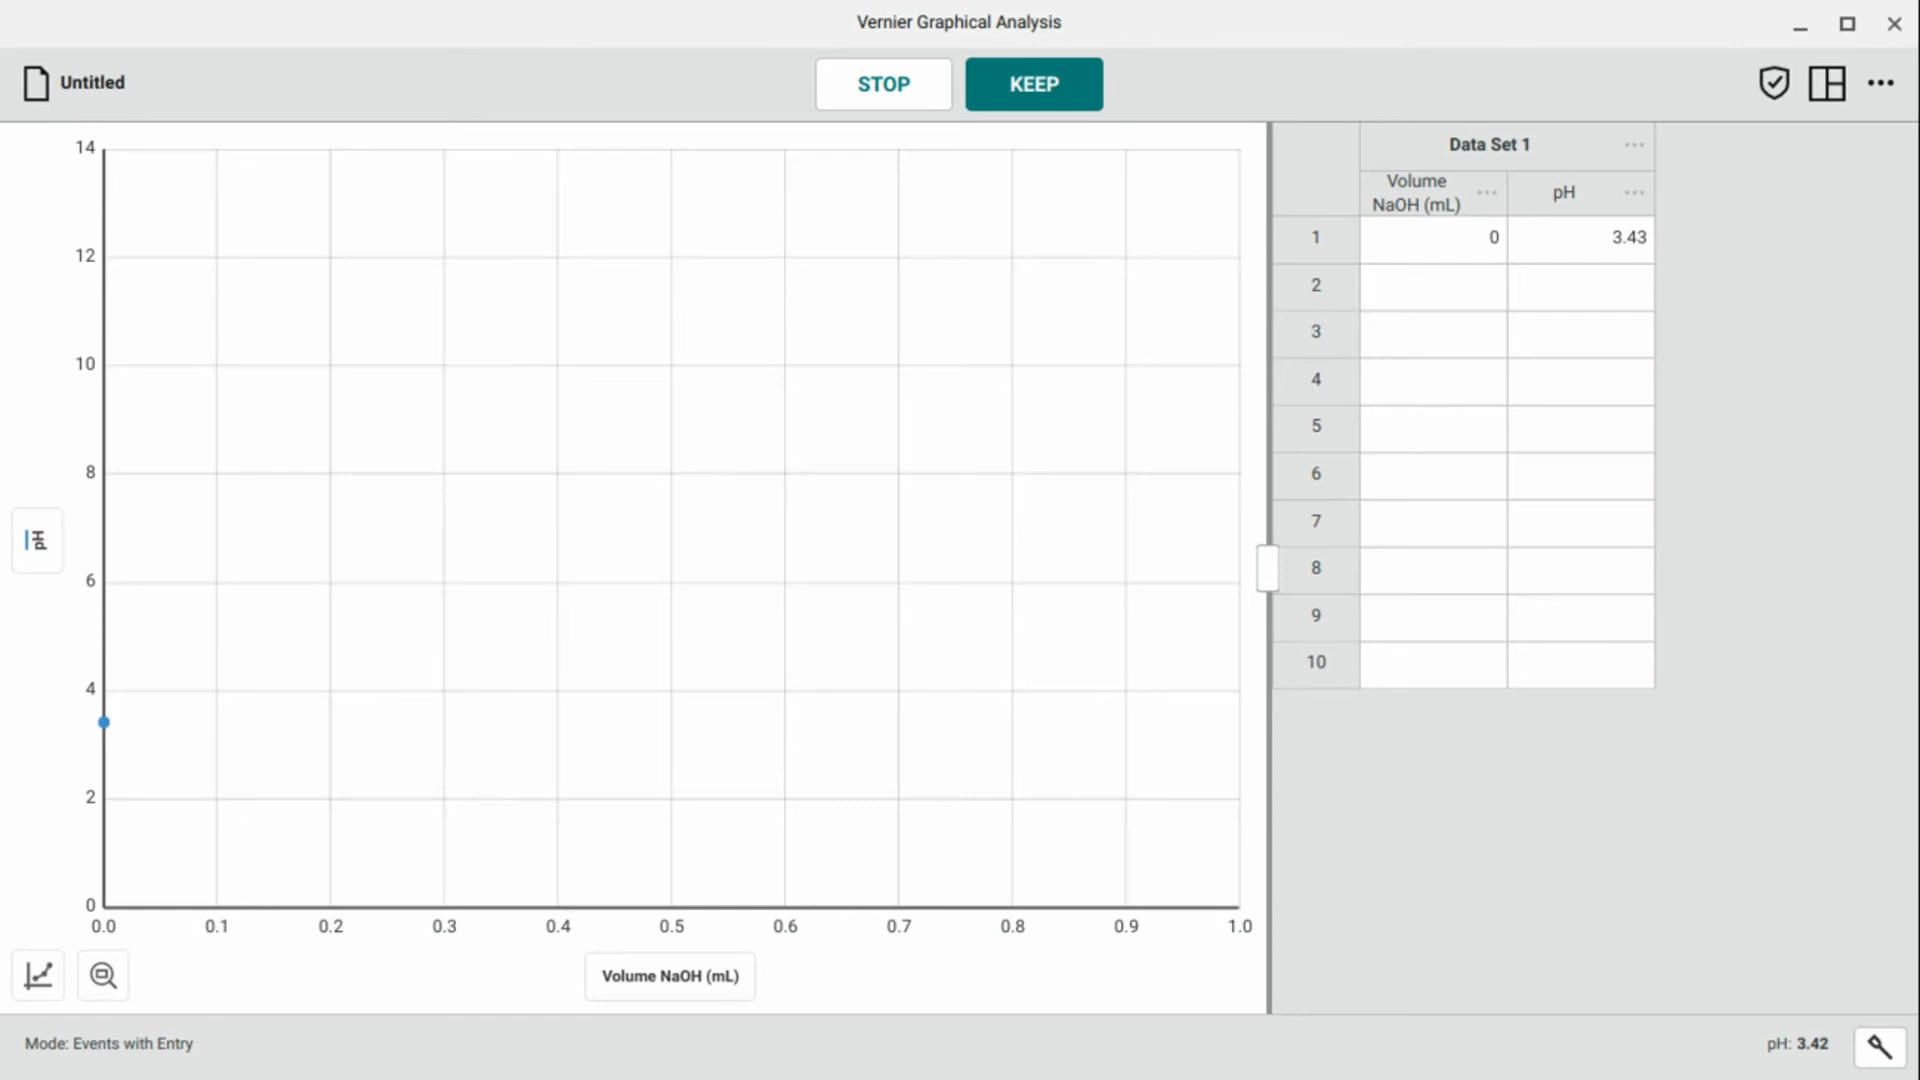 Vernier Graphical Analysis
Untitled
STOP
KEEP
14
12
10
8
6
4
2
0
pH
0.0 0.1 0.2 0.3 0.4 0.5 0.6 0.7 0.8 0.9 1.0
Volume NaOH (mL)
Data Set 1
Volume NaOH (mL)
pH
1 0 3.43
2
3
4
5
6
7
8
9
10
Mode: Events with Entry
pH: 3.42